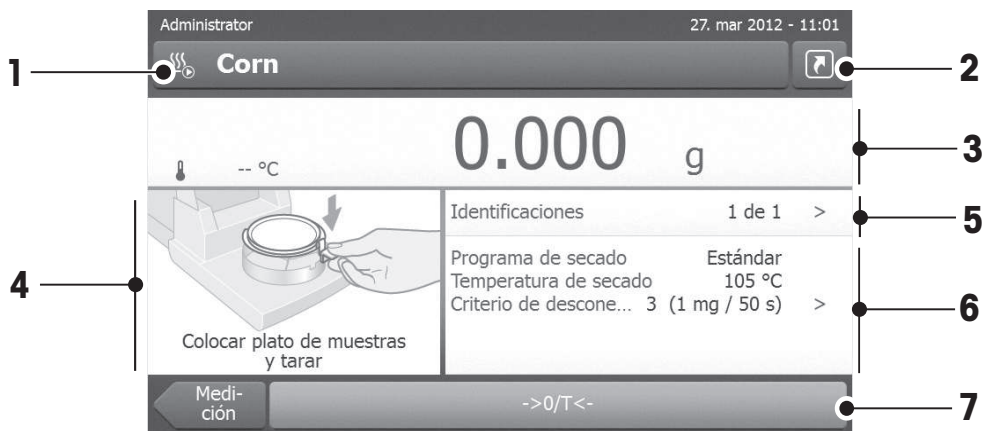 Administrator 27. mar 2012 - 11:01
1 Corn 2
0.000 g 3
-- °C
Identificaciones 1 de 1 > 5
Programa de secado Estándar
Temperatura de secado 105 °C
4 Criterio de descone... 3 (1 mg / 50 s) > 6
Colocar plato de muestras
y tarar
Medi-
ción
->0/T<- 7